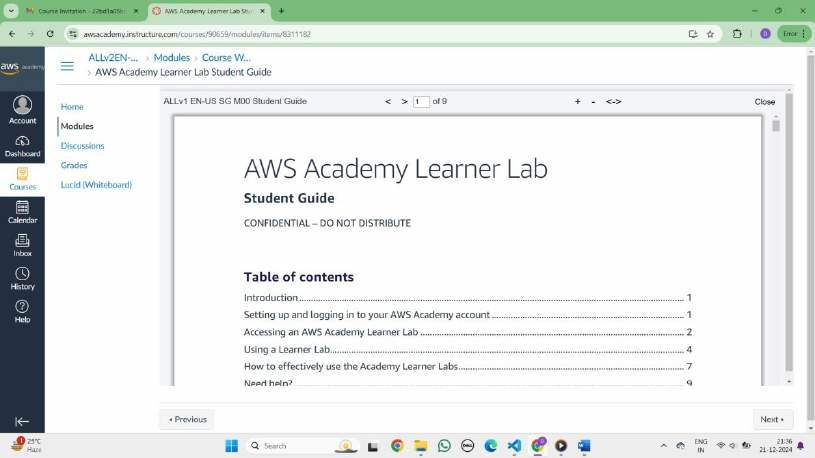 Course Invitation - 22bd1a05
AWS Academy Learner Lab Stu
Error
awsacademy.instructure.com/courses/90659/modules/items/8311182
D
aws academy
ALLv2EN-... > Modules > Course W...
> AWS Academy Learner Lab Student Guide
Account
Dashboard
Courses
Calendar
Inbox
History
Help
Home
Modules
Discussions
Grades
Lucid (Whiteboard)
ALLv1 EN-US SG M00 Student Guide
< > 1 of 9
+ - <->
Close
AWS Academy Learner Lab
Student Guide
CONFIDENTIAL – DO NOT DISTRIBUTE
Table of contents
Introduction 1
Setting up and logging in to your AWS Academy account 1
Accessing an AWS Academy Learner Lab 2
Using a Learner Lab 4
How to effectively use the Academy Learner Labs 7
Need help? 9
◂ Previous
Next ▸
1
25°C
Haze
Search
DELL
W
ENG
IN
21:36
21-12-2024